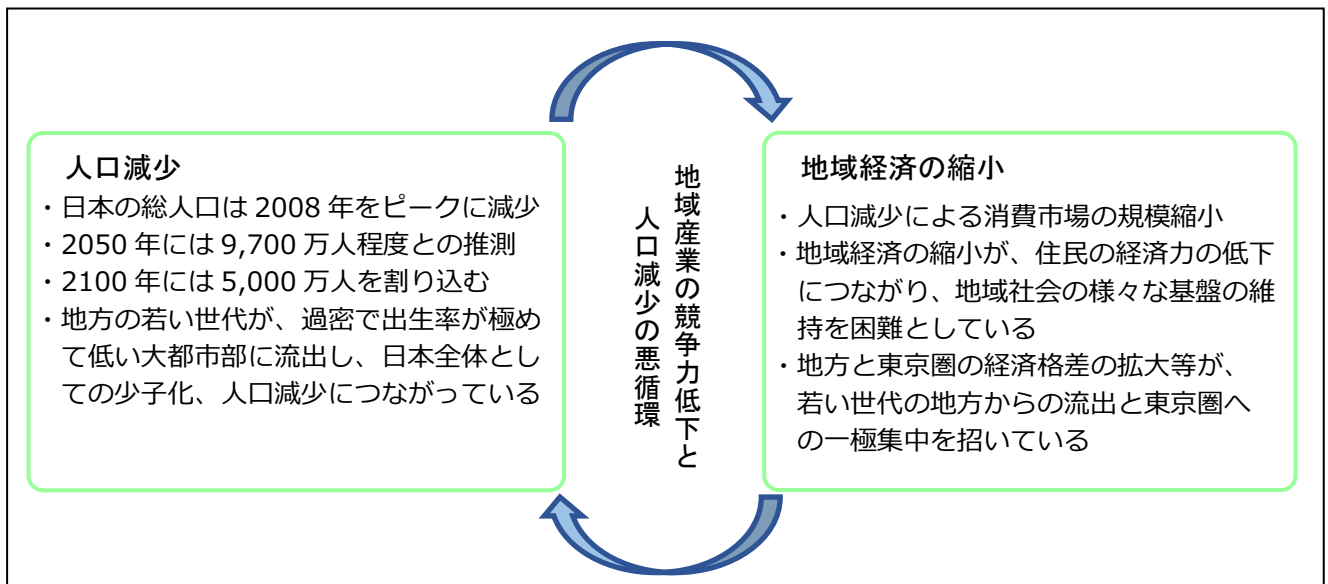 人口減少
・日本の総人口は 2008 年をピークに減少
・2050 年には 9,700 万人程度との推測
・2100 年には 5,000 万人を割り込む
・地方の若い世代が、過密で出生率が極め
て低い大都市部に流出し、日本全体とし
ての少子化、人口減少につながっている
地域産業の競争力低下と
人口減少の悪循環
地域経済の縮小
・人口減少による消費市場の規模縮小
・地域経済の縮小が、住民の経済力の低下
につながり、地域社会の様々な基盤の維
持を困難としている
・地方と東京圏の経済格差の拡大等が、
若い世代の地方からの流出と東京圏へ
の一極集中を招いている